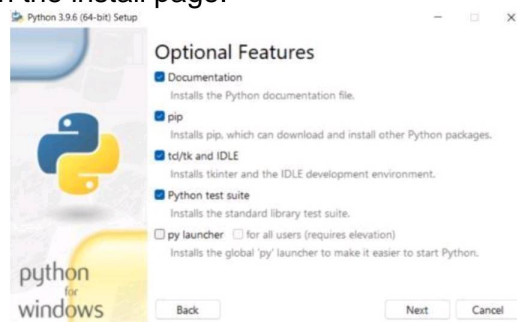 Python 3.9.6 (64-bit) Setup
Optional Features
Documentation
Installs the Python documentation file.
pip
Installs pip, which can download and install other Python packages.
tcl/tk and IDLE
Installs tkinter and the IDLE development environment.
Python test suite
Installs the standard library test suite.
py launcher for all users (requires elevation)
Installs the global 'py' launcher to make it easier to start Python.
python
for
windows
Back Next Cancel